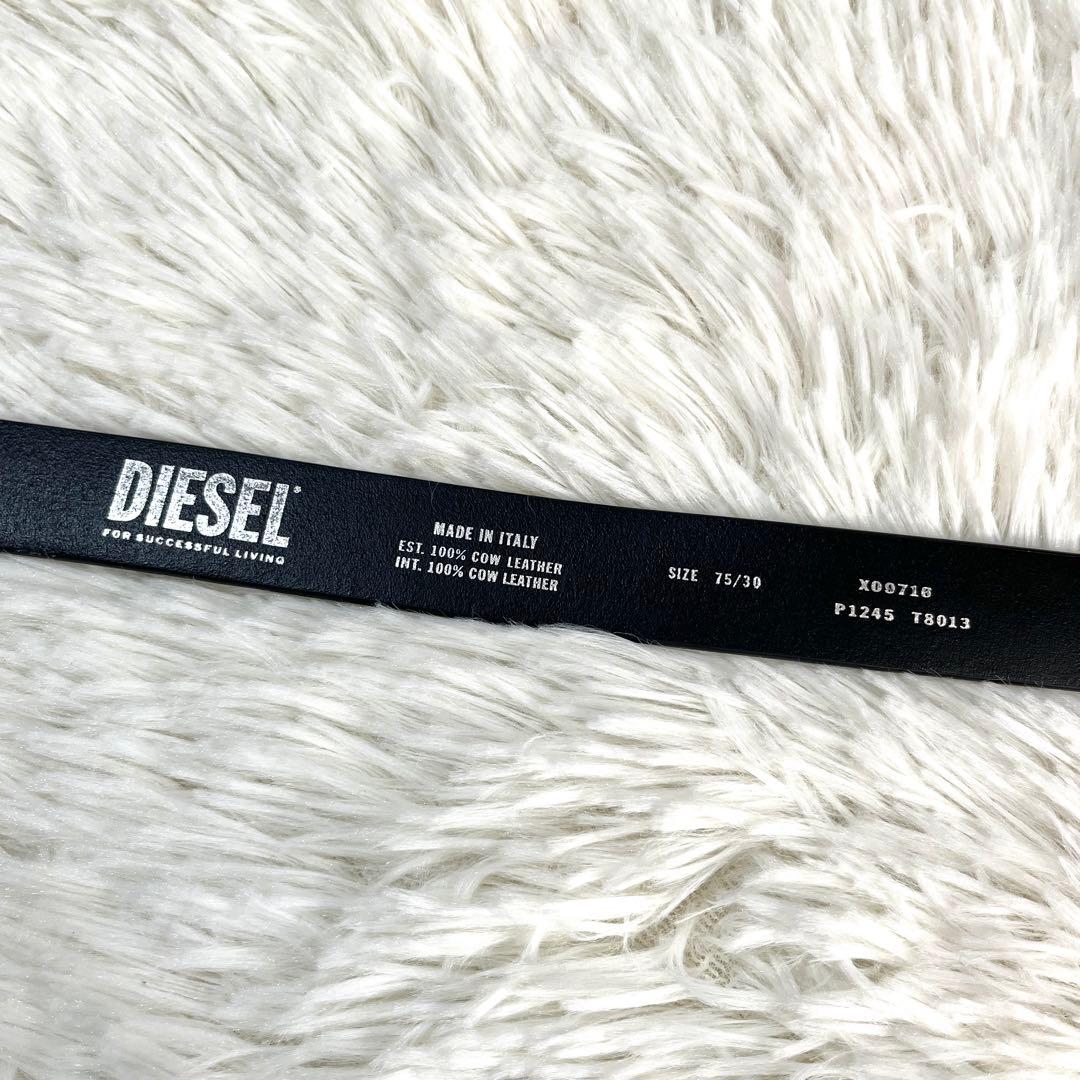 DIESEL
FOR SUCCESSFUL LIVING
MADE IN ITALY
EST. 100% COW LEATHER
INT. 100% COW LEATHER
SIZE 75/30
X09716
P1245 T8013